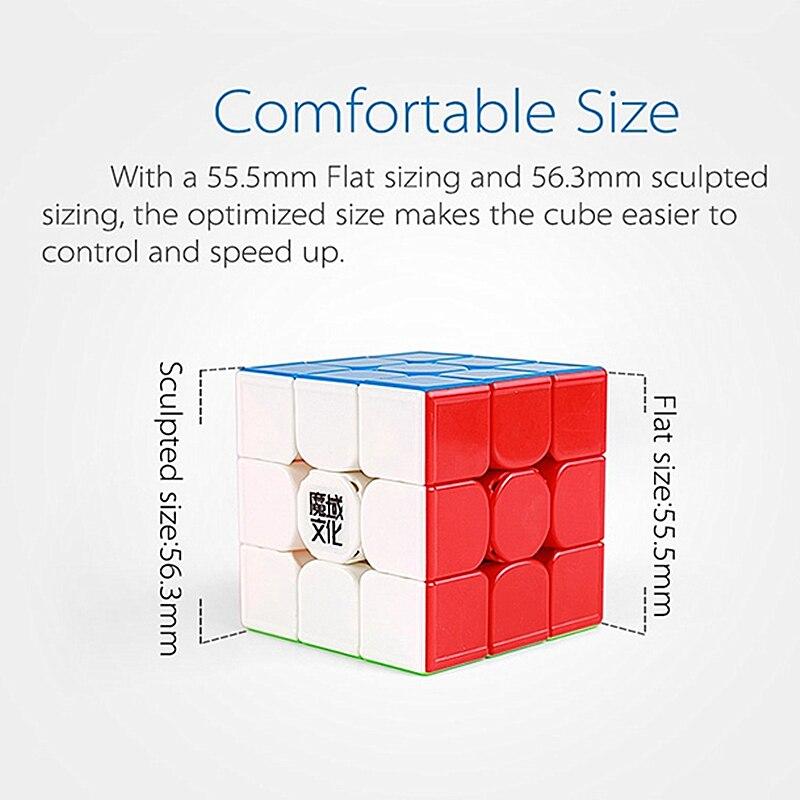 Comfortable Size
With a 55.5mm Flat sizing and 56.3mm sculpted
sizing, the optimized size makes the cube easier to
control and speed up.
Sculpted size:56.3mm
魔域
文化
Flat size:55.5mm